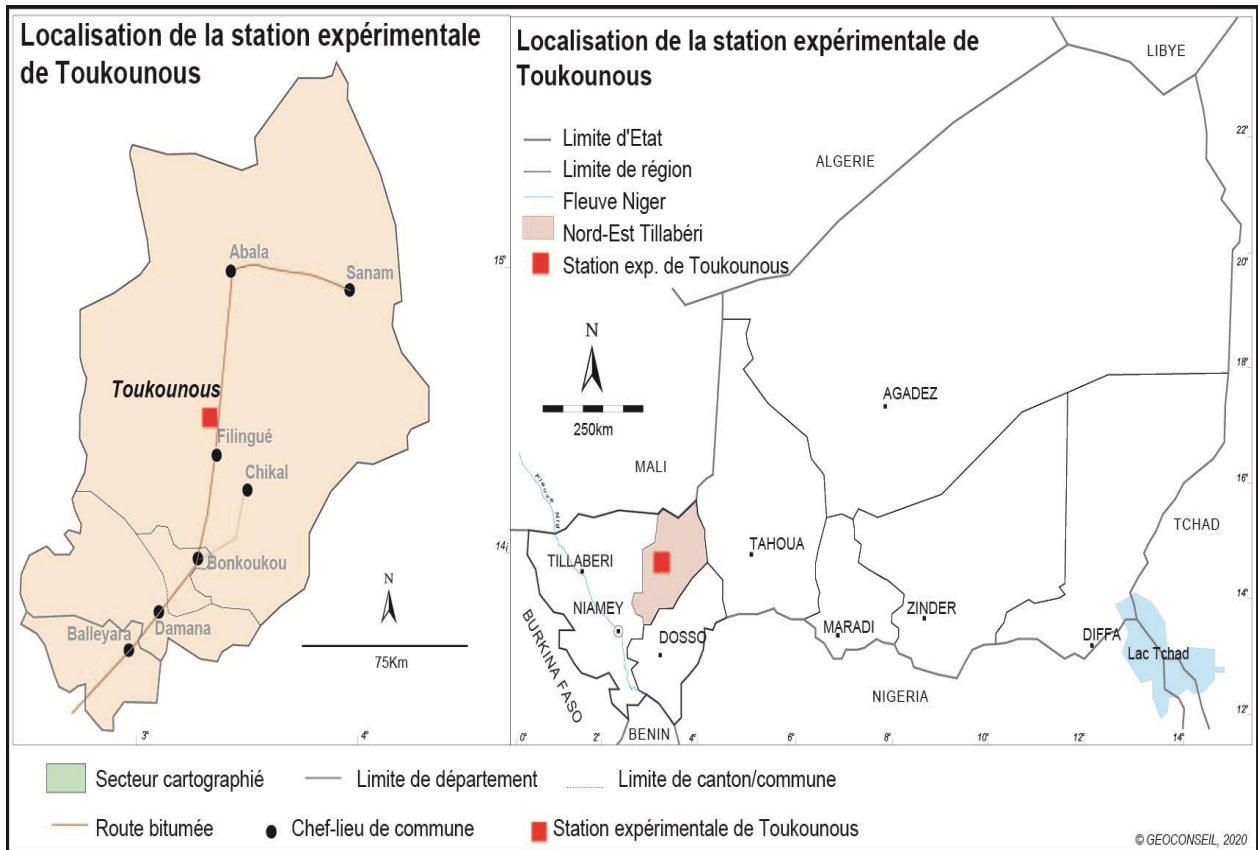 Localisation de la station expérimentale
de Toukounous
Abala
Sanam
Toukounous
Filingué
Chikal
Bonkoukou
Damana
Balleyara
N
75Km
15°
14°
3°
4°
Localisation de la station expérimentale de
Toukounous
Limite d'Etat
Limite de région
Fleuve Niger
Nord-Est Tillabéri
Station exp. de Toukounous
N
250km
LIBYE
ALGERIE
MALI
AGADEZ
TCHAD
Fleuve Nig
TILLABERI
TAHOUA
NIAMEY
DOSSO
MARADI
ZINDER
DIFFA
Lac Tchad
BURKINA FASO
BENIN
NIGERIA
22°
20°
18°
16°
14°
12°
0°
2°
4°
6°
8°
10°
12°
14°
Secteur cartographié
Limite de département
Limite de canton/commune
Route bitumée
Chef-lieu de commune
Station expérimentale de Toukounous
© GEOCONSEIL, 2020